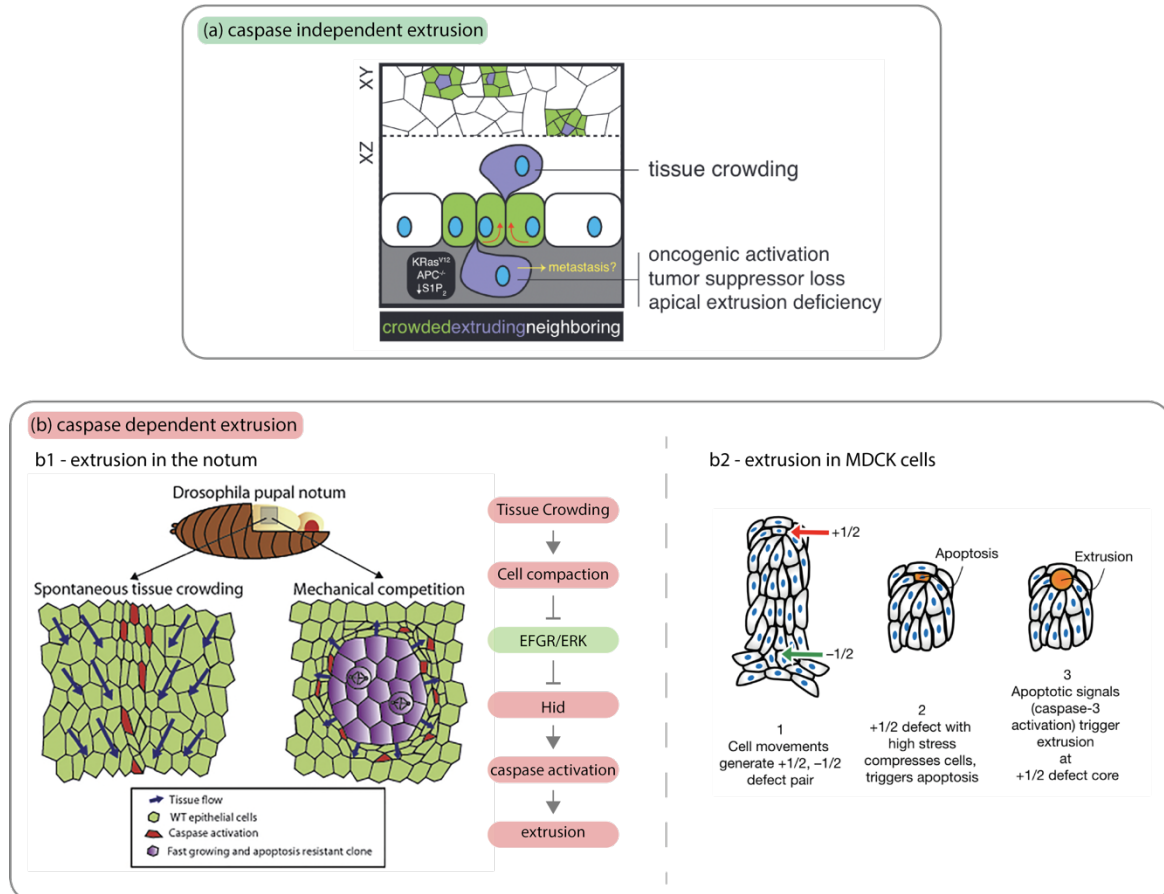 (a) caspase independent extrusion
XY
XZ
tissue crowding
KRasV12
APC-/-
↓S1P2
metastasis?
oncogenic activation
tumor suppressor loss
apical extrusion deficiency
crowdedextrudingneighboring
(b) caspase dependent extrusion
b1 - extrusion in the notum
Drosophila pupal notum
Spontaneous tissue crowding
Mechanical competition
Tissue flow
WT epithelial cells
Caspase activation
Fast growing and apoptosis resistant clone
Tissue Crowding
Cell compaction
EFGR/ERK
Hid
caspase activation
extrusion
b2 - extrusion in MDCK cells
+1/2
−1/2
1
Cell movements
generate +1/2, −1/2
defect pair
Apoptosis
2
+1/2 defect with
high stress
compresses cells,
triggers apoptosis
Extrusion
3
Apoptotic signals
(caspase-3
activation) trigger
extrusion
at
+1/2 defect core